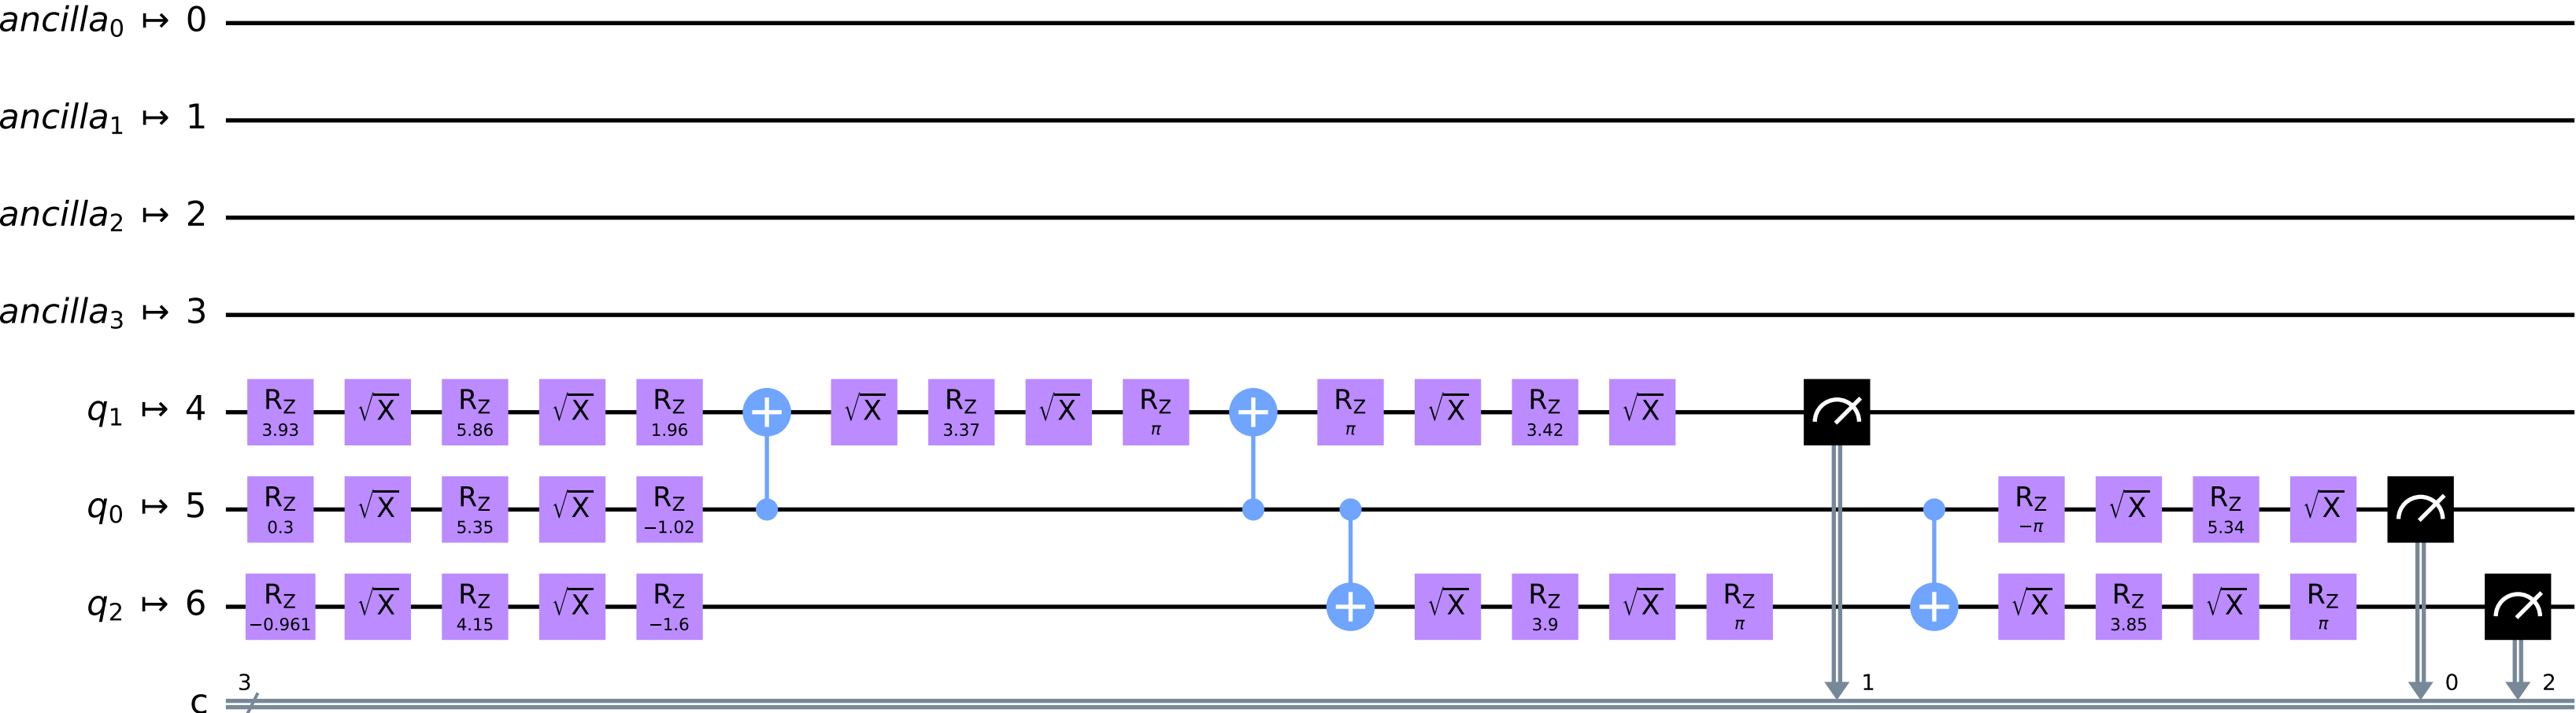 ancilla0 ↦ 0
ancilla1 ↦ 1
ancilla2 ↦ 2
ancilla3 ↦ 3
q1 ↦ 4 RZ 3.93 √X RZ 5.86 √X RZ 1.96 √X RZ 3.37 √X RZ π RZ π √X RZ 3.42 √X
q0 ↦ 5 RZ 0.3 √X RZ 5.35 √X RZ −1.02 RZ −π √X RZ 5.34 √X
q2 ↦ 6 RZ −0.961 √X RZ 4.15 √X RZ −1.6 √X RZ 3.9 √X RZ π √X RZ 3.85 √X RZ π
c 3 1 0 2